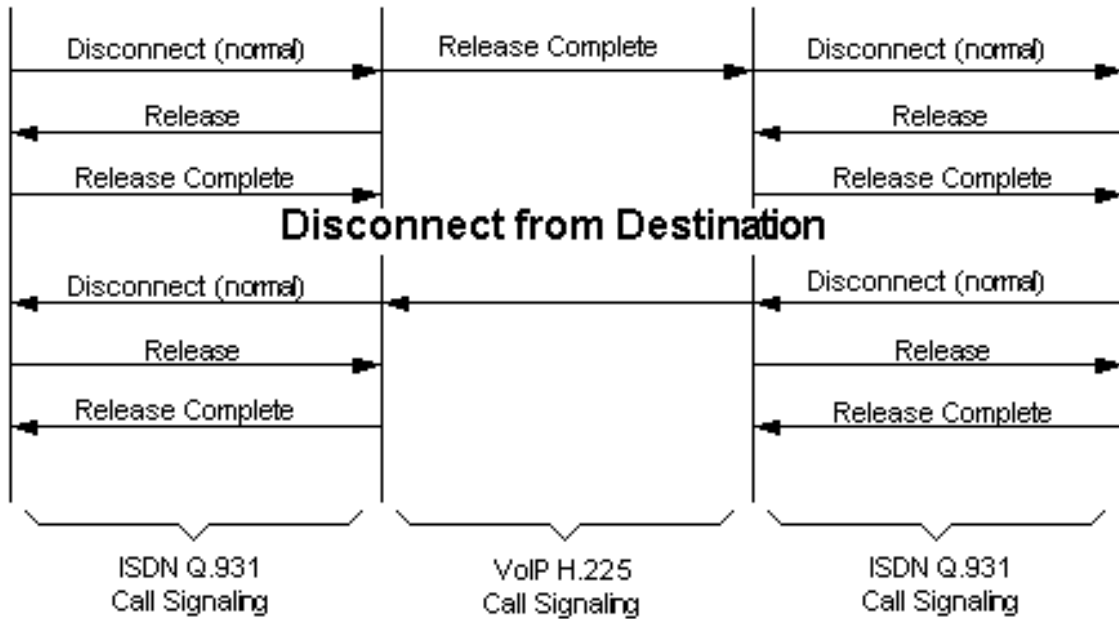 Disconnect (normal)
Release Complete
Disconnect (normal)
Release
Release
Release Complete
Release Complete
Disconnect from Destination
Disconnect (normal)
Disconnect (normal)
Release
Release
Release Complete
Release Complete
ISDN Q.931
Call Signaling
VoIP H.225
Call Signaling
ISDN Q.931
Call Signaling